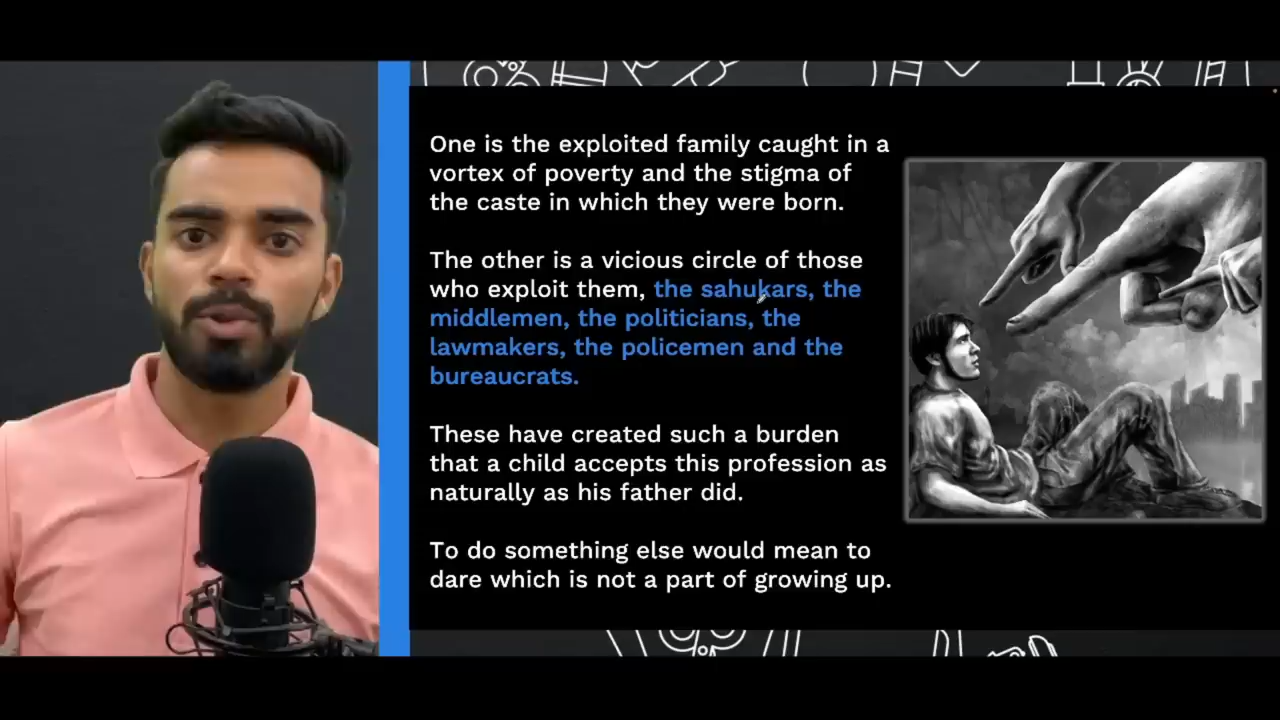 One is the exploited family caught in a
vortex of poverty and the stigma of
the caste in which they were born.
The other is a vicious circle of those
who exploit them, the sahukars, the
middlemen, the politicians, the
lawmakers, the policemen and the
bureaucrats.
These have created such a burden
that a child accepts this profession as
naturally as his father did.
To do something else would mean to
dare which is not a part of growing up.